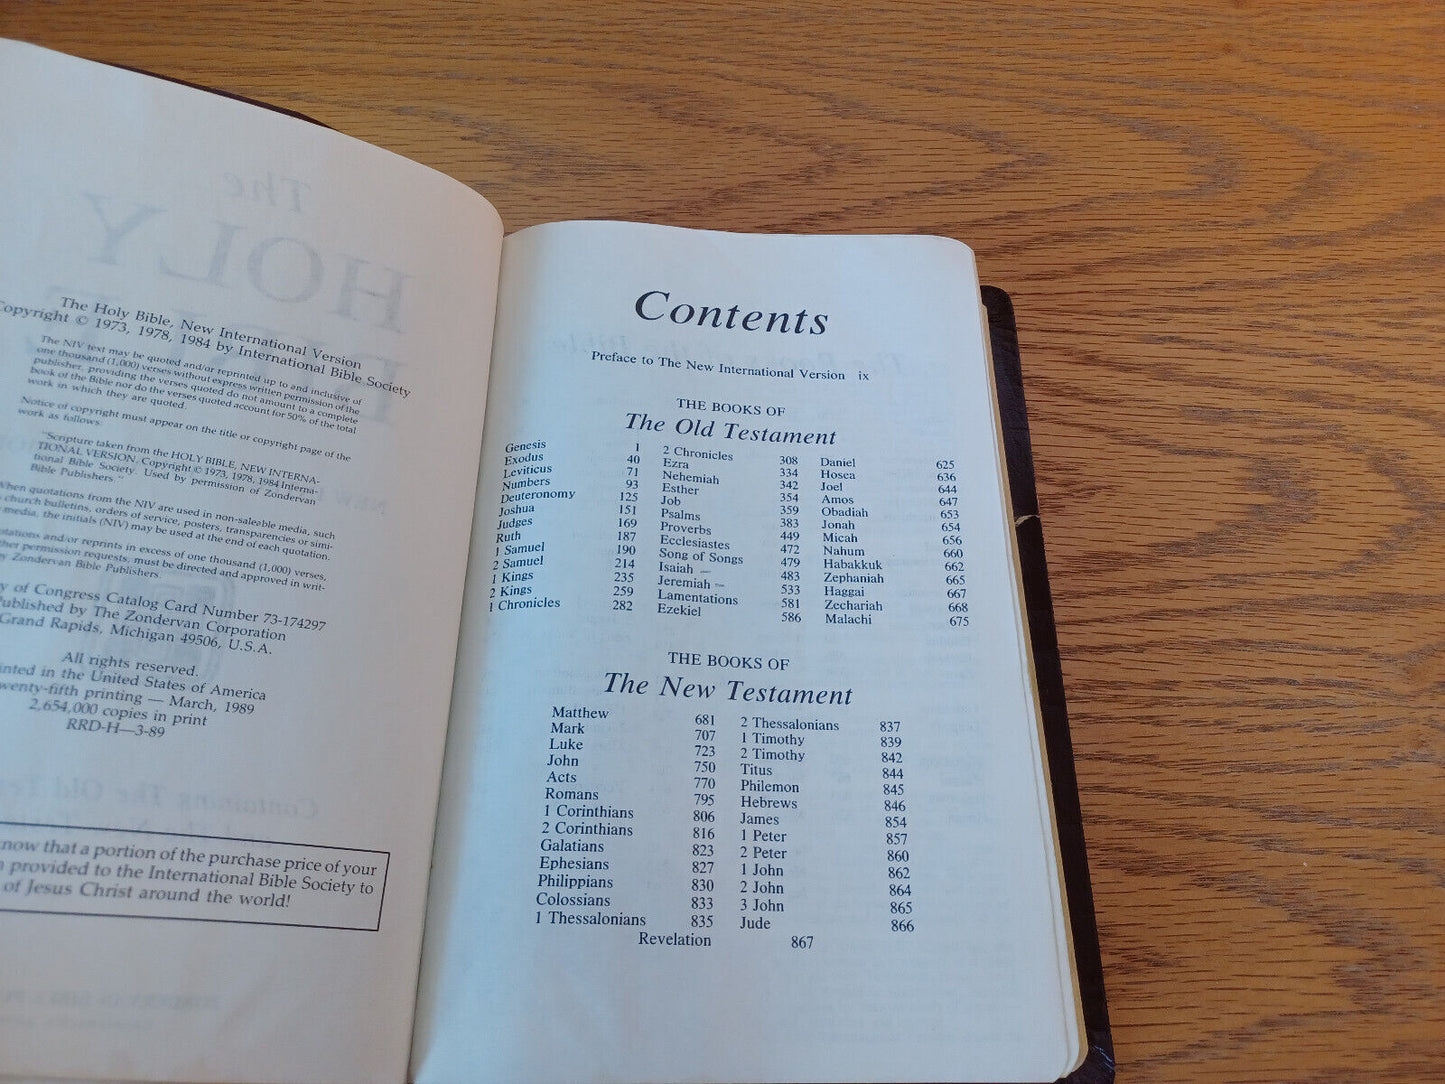 The Holy Bible, New International Version
Copyright © 1973, 1978, 1984 by International Bible Society
The NIV text may be quoted and/or reprinted up to and inclusive of
one thousand (1,000) verses without express written permission of the
publisher, providing the verses quoted do not amount to a complete
book of the Bible nor do the verses quoted account for 50% of the total
work in which they are quoted.
Notice of copyright must appear on the title or copyright page of the
work as follows:
"Scripture taken from the HOLY BIBLE, NEW INTERNA-
TIONAL VERSION. Copyright © 1973, 1978, 1984 Interna-
tional Bible Society. Used by permission of Zondervan
Bible Publishers."
When quotations from the NIV are used in non-saleable media, such
church bulletins, orders of service, posters, transparencies or simi-
media, the initials (NIV) may be used at the end of each quotation.
and/or reprints in excess of one thousand (1,000) verses,
permission requests, must be directed and approved in writ-
Zondervan Bible Publishers.
of Congress Catalog Card Number 73-174297
Published by The Zondervan Corporation
Grand Rapids, Michigan 49506, U.S.A.
All rights reserved.
in the United States of America
printing — March, 1989
2,654,000 copies in print
RRD-H—3-89
now that a portion of the purchase price of your
provided to the International Bible Society to
of Jesus Christ around the world!
Contents
Preface to The New International Version ix
THE BOOKS OF
The Old Testament
Genesis 1
Exodus 40
Leviticus 71
Numbers 93
Deuteronomy 125
Joshua 151
Judges 169
Ruth 187
1 Samuel 190
2 Samuel 214
1 Kings 235
2 Kings 259
1 Chronicles 282
2 Chronicles 308
Ezra 334
Nehemiah 342
Esther 354
Job 359
Psalms 383
Proverbs 449
Ecclesiastes 472
Song of Songs 479
Isaiah 483
Jeremiah 533
Lamentations 581
Ezekiel 586
Daniel 625
Hosea 636
Joel 644
Amos 647
Obadiah 653
Jonah 654
Micah 656
Nahum 660
Habakkuk 662
Zephaniah 665
Haggai 667
Zechariah 668
Malachi 675
THE BOOKS OF
The New Testament
Matthew 681
Mark 707
Luke 723
John 750
Acts 770
Romans 795
1 Corinthians 806
2 Corinthians 816
Galatians 823
Ephesians 827
Philippians 830
Colossians 833
1 Thessalonians 835
2 Thessalonians 837
1 Timothy 839
2 Timothy 842
Titus 844
Philemon 845
Hebrews 846
James 854
1 Peter 857
2 Peter 860
1 John 862
2 John 864
3 John 865
Jude 866
Revelation 867